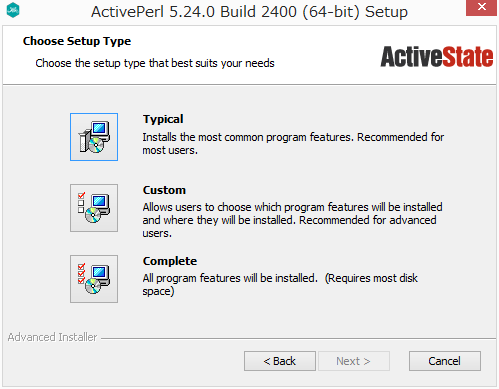 ActivePerl 5.24.0 Build 2400 (64-bit) Setup
Choose Setup Type
Choose the setup type that best suits your needs
ActiveState
Typical
Installs the most common program features. Recommended for
most users.
Custom
Allows users to choose which program features will be installed
and where they will be installed. Recommended for advanced
users.
Complete
All program features will be installed.  (Requires most disk
space)
Advanced Installer
< Back
Next >
Cancel